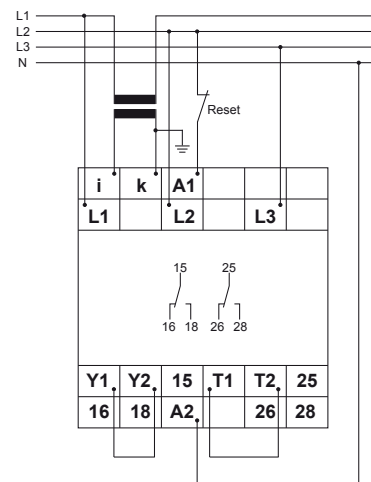 L1
L2
L3
N
Reset
i k A1
L1 L2 L3
15 25
16 18 26 28
Y1 Y2 15 T1 T2 25
16 18 A2 26 28